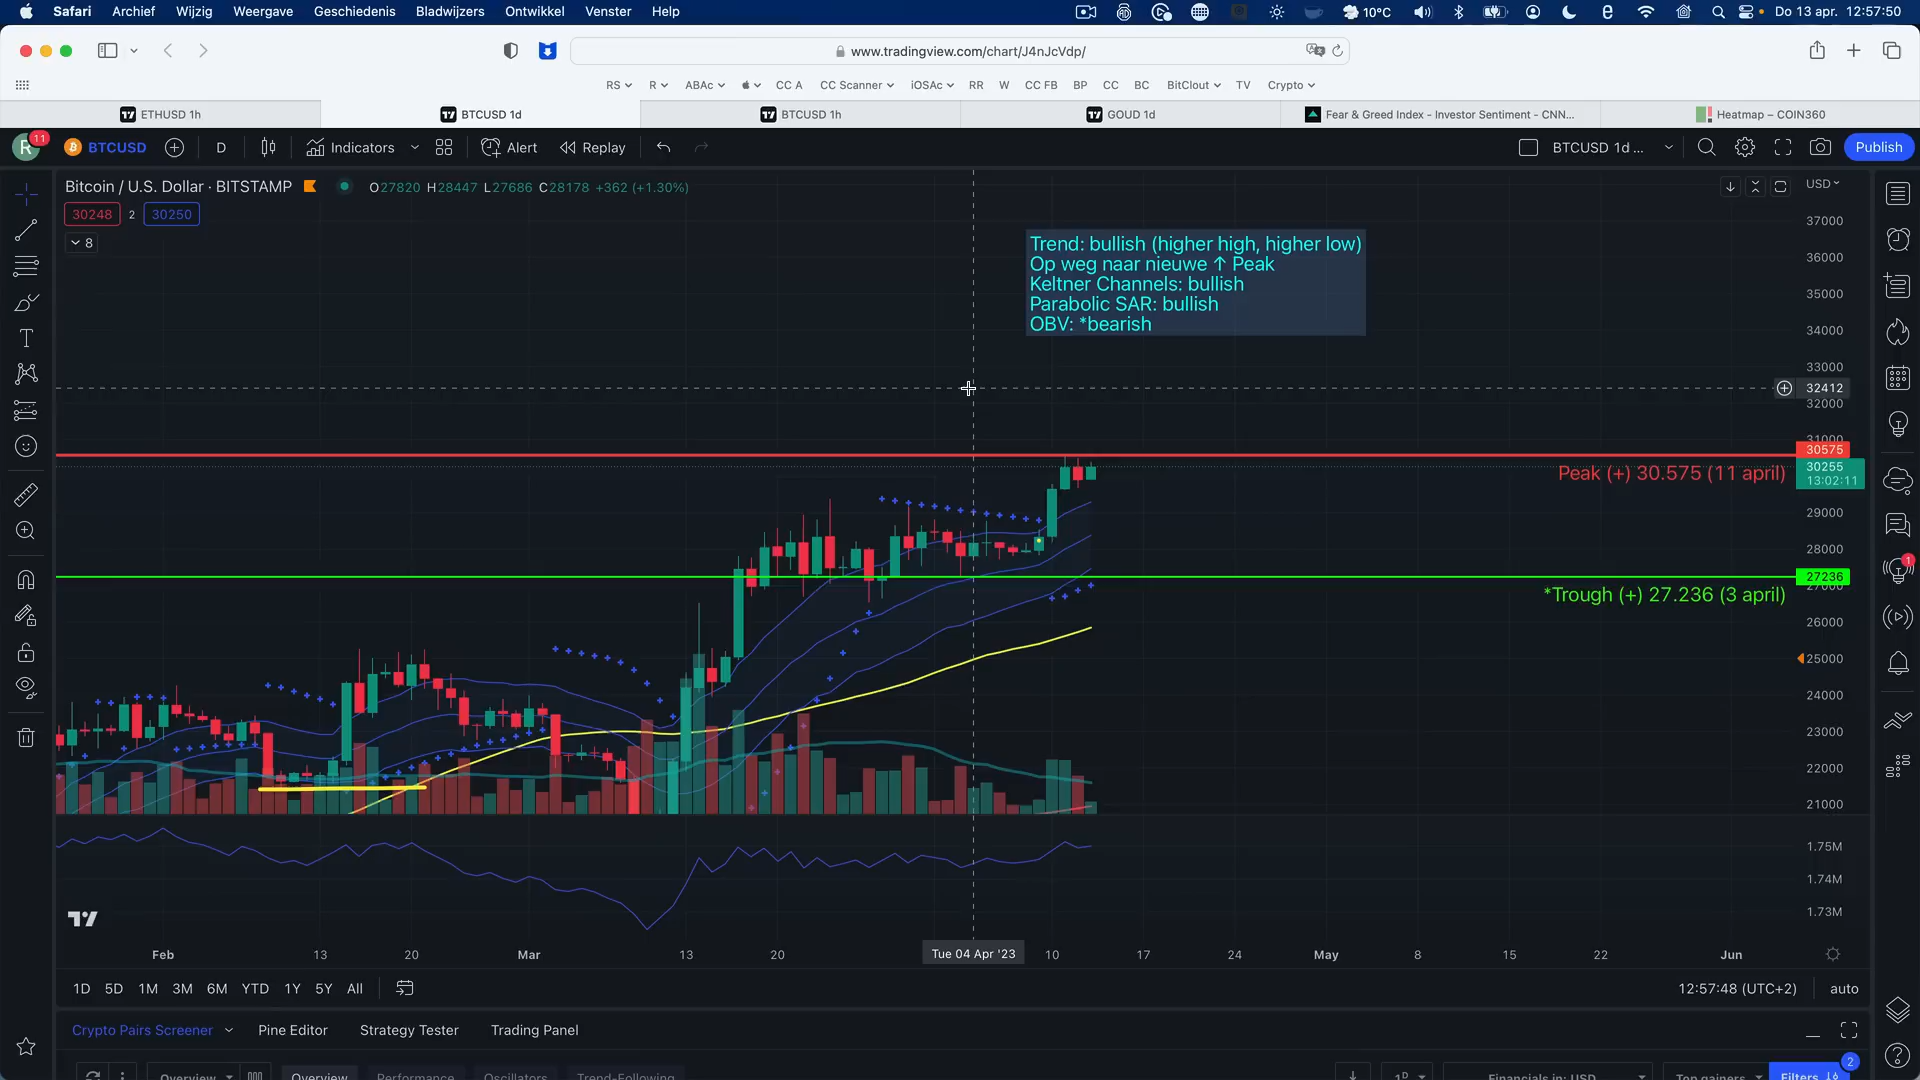 Safari Archief Wijzig Weergave Geschiedenis Bladwijzers Ontwikkel Venster Help 10°C Do 13 apr. 12:57:50
www.tradingview.com/chart/J4nJcVdp/
RS R ABAc CC A CC Scanner iOSAc RR W CC FB BP CC BC BitClout TV Crypto
ETHUSD 1h BTCUSD 1d BTCUSD 1h GOUD 1d Fear & Greed Index - Investor Sentiment - CNN... Heatmap – COIN360
R 11 BTCUSD D Indicators Alert Replay BTCUSD 1d ... Publish
Bitcoin / U.S. Dollar · BITSTAMP O27820 H28447 L27686 C28178 +362 (+1.30%) USD
30248 2 30250
8
Trend: bullish (higher high, higher low)
Op weg naar nieuwe ↑ Peak
Keltner Channels: bullish
Parabolic SAR: bullish
OBV: *bearish
37000
36000
35000
34000
33000
32412
32000
31000
30575
30255
13:02:11
Peak (+) 30.575 (11 april)
29000
28000
27236
27000
*Trough (+) 27.236 (3 april)
26000
25000
24000
23000
22000
21000
1.75M
1.74M
1.73M
1
Feb 13 20 Mar 13 20 Tue 04 Apr '23 10 17 24 May 8 15 22 Jun
1D 5D 1M 3M 6M YTD 1Y 5Y All 12:57:48 (UTC+2) auto
Crypto Pairs Screener Pine Editor Strategy Tester Trading Panel
Overview Overview Performance Oscillators Trend-Following 1D Financials in: USD Top gainers Filters 2